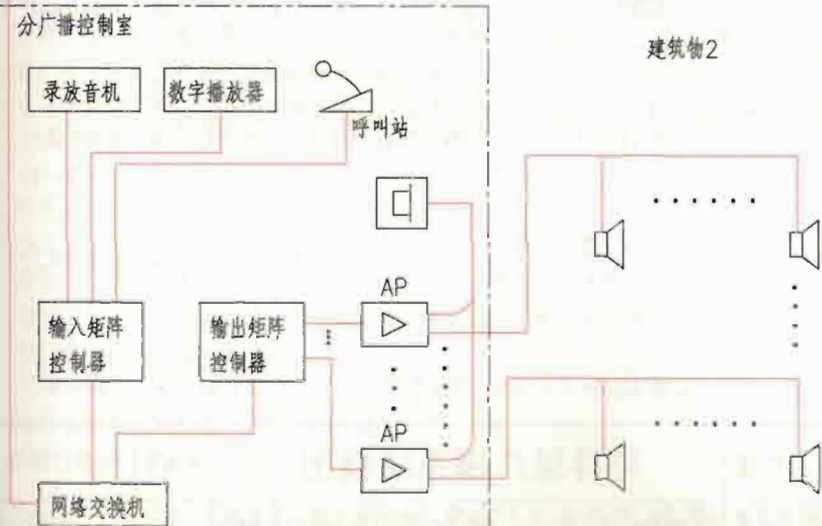 分广播控制室
建筑物2
录放音机
数字播放器
呼叫站
AP
输入矩阵
控制器
输出矩阵
控制器
AP
网络交换机